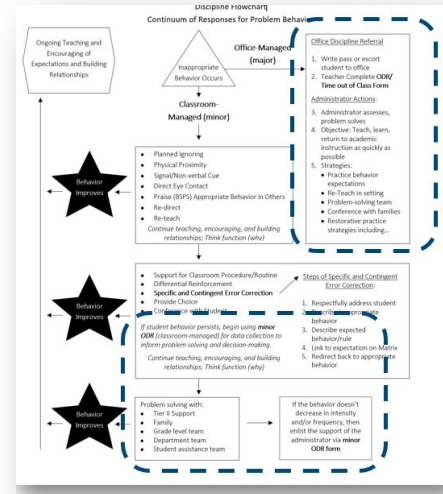 Discipline Flowchart
Continuum of Responses for Problem Behavior
Ongoing Teaching and
Encouraging of
Expectations and Building
Relationships
Office-Managed
(major)
Inappropriate
Behavior Occurs
Classroom-
Managed (minor)
Office Discipline Referral
1. Write pass or escort
student to office
2. Teacher Complete ODR/
Time out of Class Form
Administrator Actions:
3. Administrator assesses,
problem solves
4. Objective: Teach, learn,
return to academic
instruction as quickly as
possible
5. Strategies:
• Practice behavior
expectations
• Re-Teach in setting
• Problem-solving team
• Conference with families
• Restorative practice
strategies including...
Behavior
Improves
• Planned Ignoring
• Physical Proximity
• Signal/Non-verbal Cue
• Direct Eye Contact
• Praise (BSPS) Appropriate Behavior in Others
• Re-direct
• Re-teach
Continue teaching, encouraging, and building
relationships; Think function (why)
Behavior
Improves
• Support for Classroom Procedure/Routine
• Differential Reinforcement
• Specific and Contingent Error Correction
• Provide Choice
• Conference with Student
If student behavior persists, begin using minor
ODR (classroom-managed) for data collection to
inform problem solving and decision-making.
Continue teaching, encouraging, and building
relationships; Think function (why)
Steps of Specific and Contingent
Error Correction:
1. Respectfully address student
2. Describe inappropriate
behavior
3. Describe expected
behavior/rule
4. Link to expectation on Matrix
5. Redirect back to appropriate
behavior
Behavior
Improves
Problem solving with:
• Tier II Support
• Family
• Grade level team
• Department team
• Student assistance team
If the behavior doesn't
decrease in intensity
and/or frequency, then
enlist the support of the
administrator via minor
ODR form